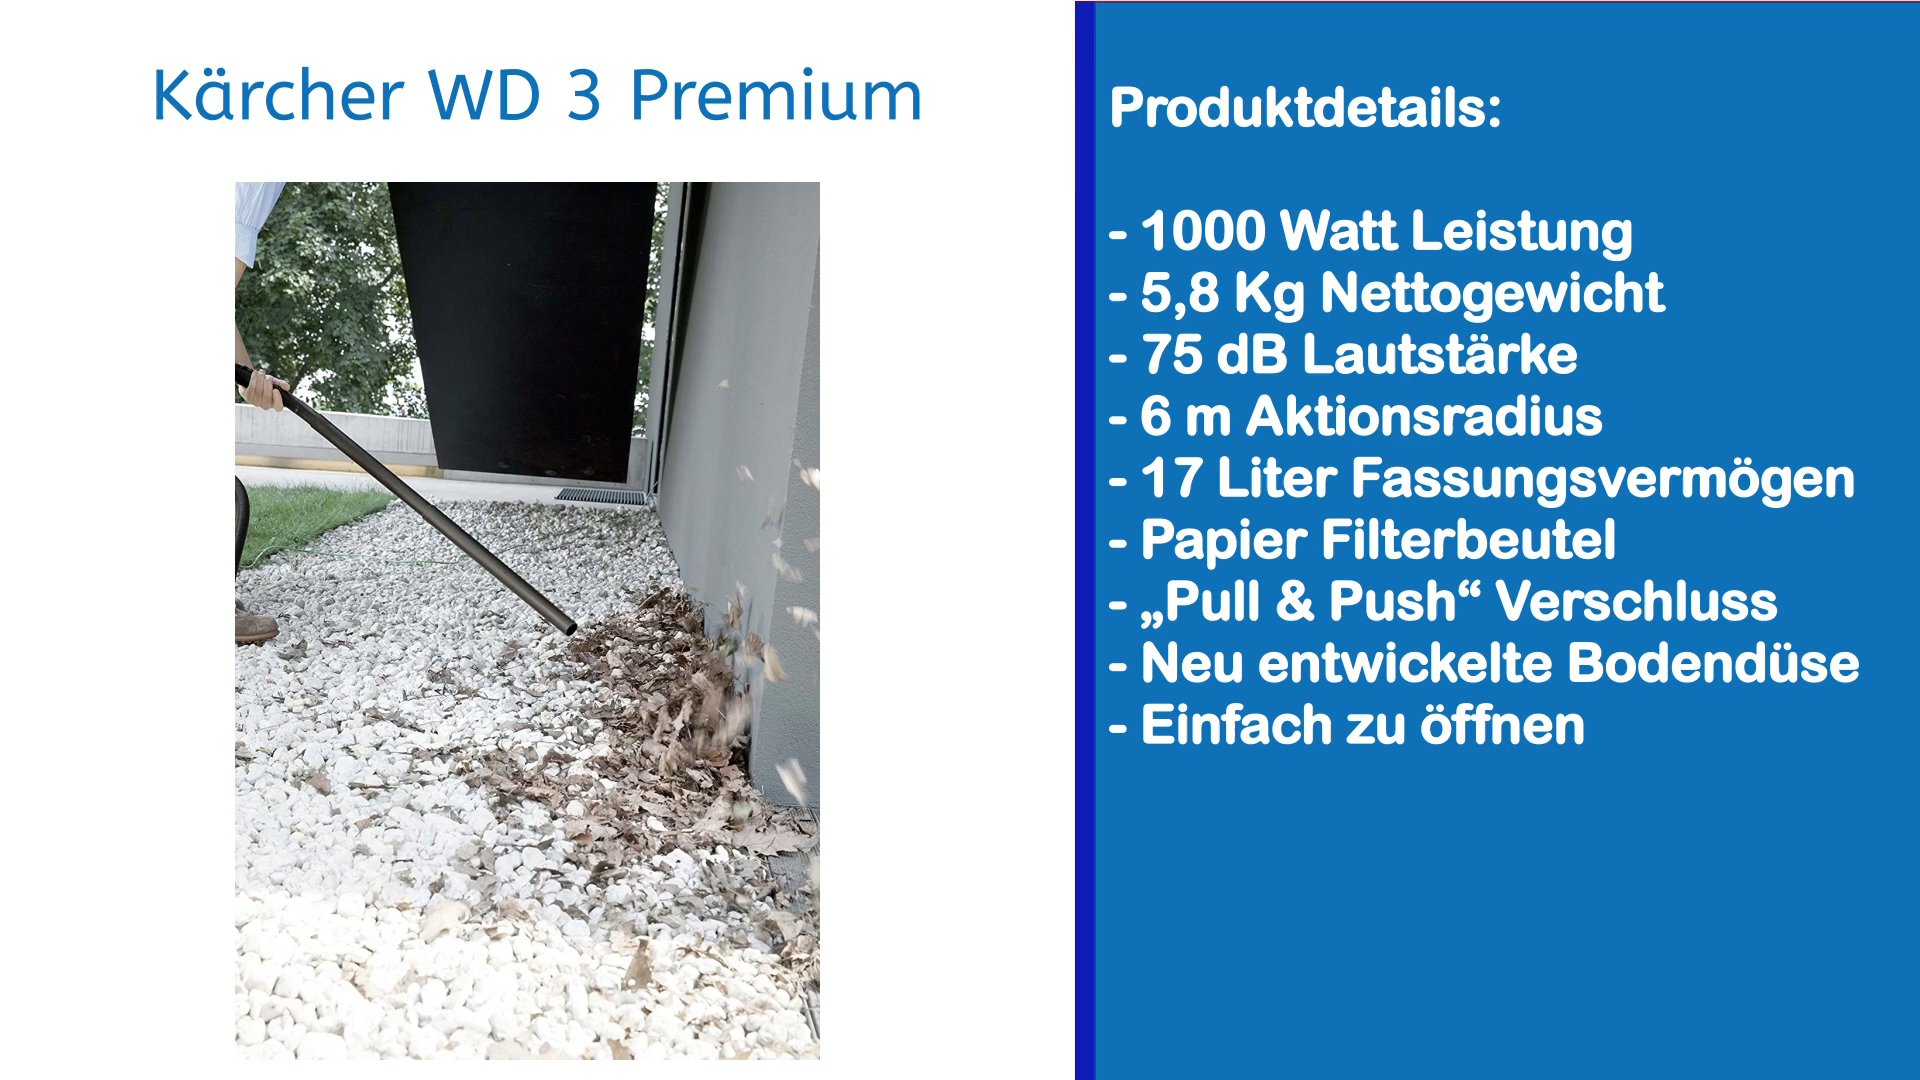 Kärcher WD 3 Premium
Produktdetails:
- 1000 Watt Leistung
- 5,8 Kg Nettogewicht
- 75 dB Lautstärke
- 6 m Aktionsradius
- 17 Liter Fassungsvermögen
- Papier Filterbeutel
- „Pull & Push“ Verschluss
- Neu entwickelte Bodendüse
- Einfach zu öffnen